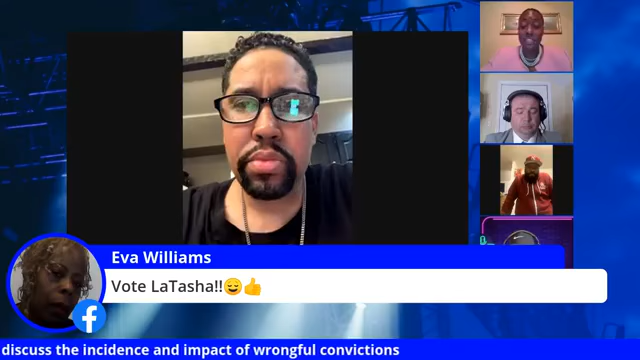 Eva Williams
Vote LaTasha!!😌👍
discuss the incidence and impact of wrongful convictions